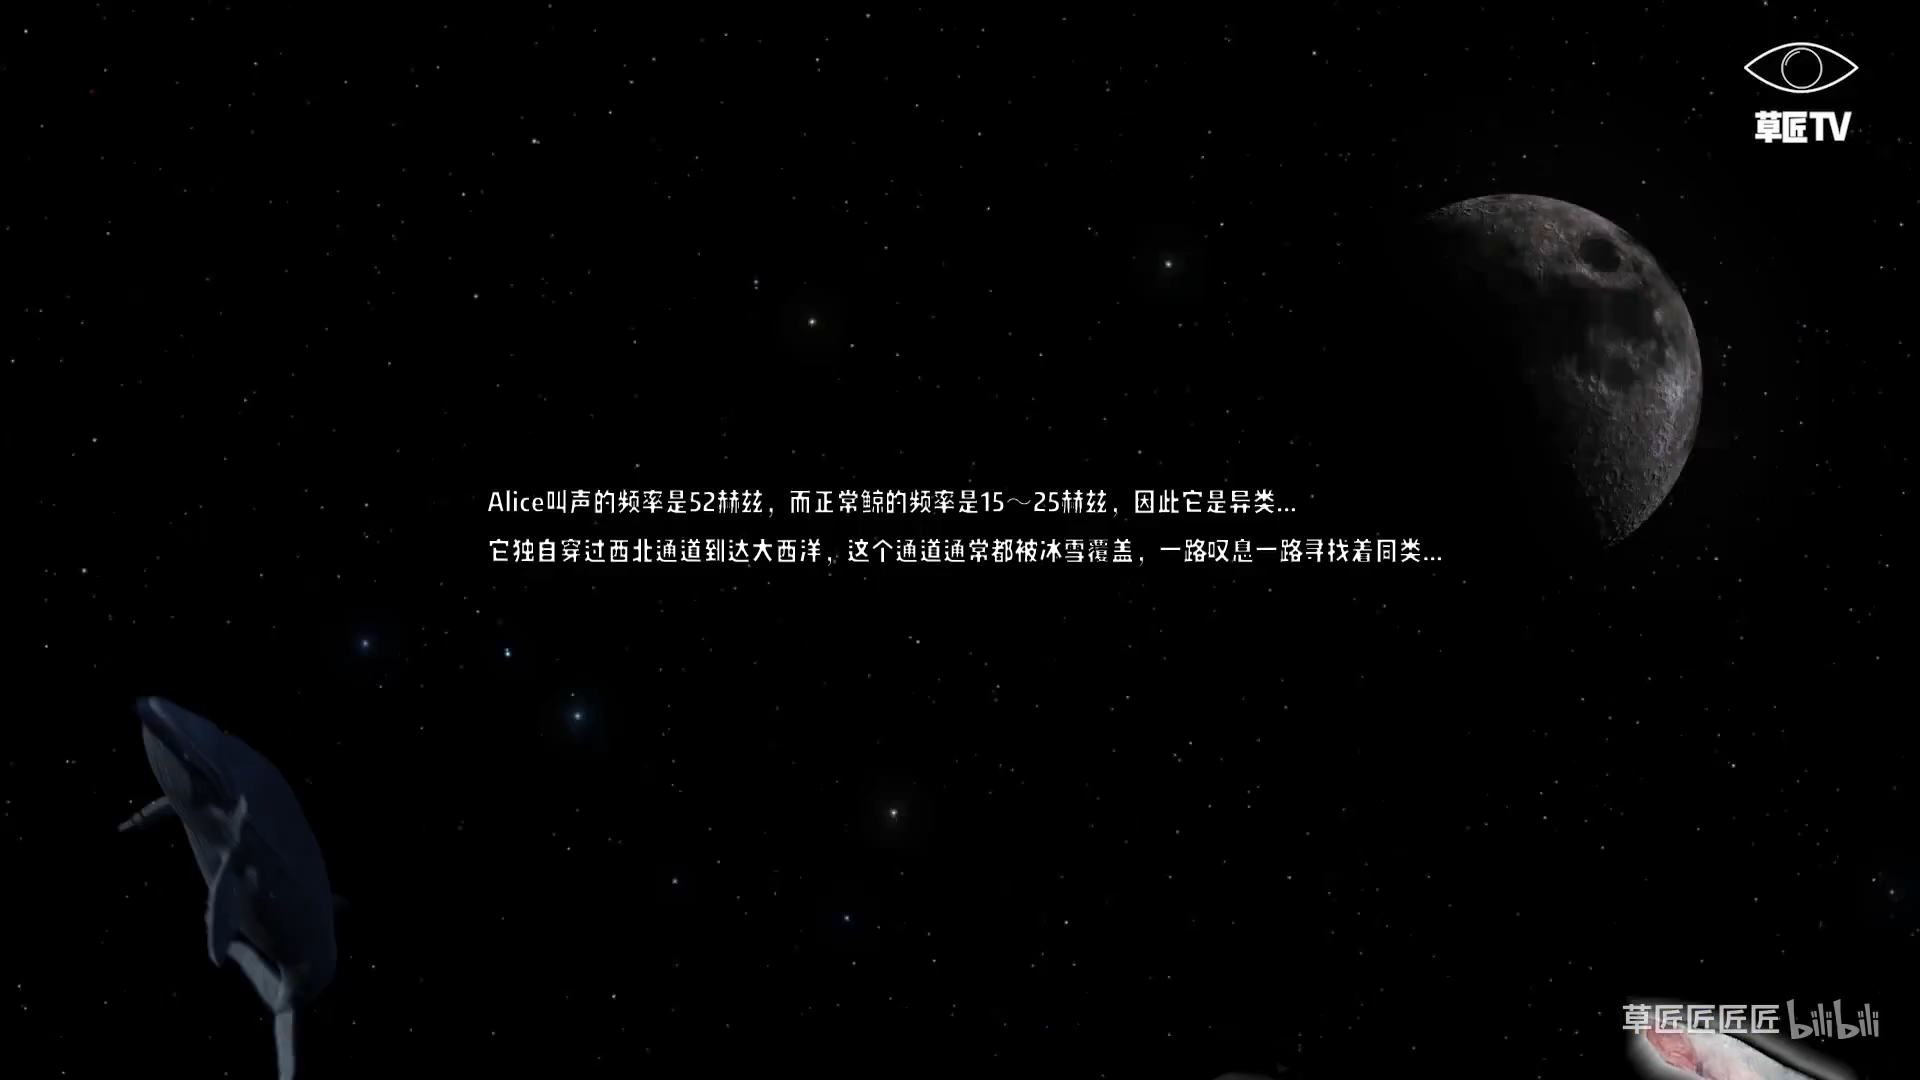 草匠TV
Alice叫声的频率是52赫兹，而正常鲸的频率是15～25赫兹，因此它是异类...
它独自穿过西北通道到达大西洋，这个通道通常都被冰雪覆盖，一路叹息一路寻找着同类...
草匠匠匠匠 bilibili